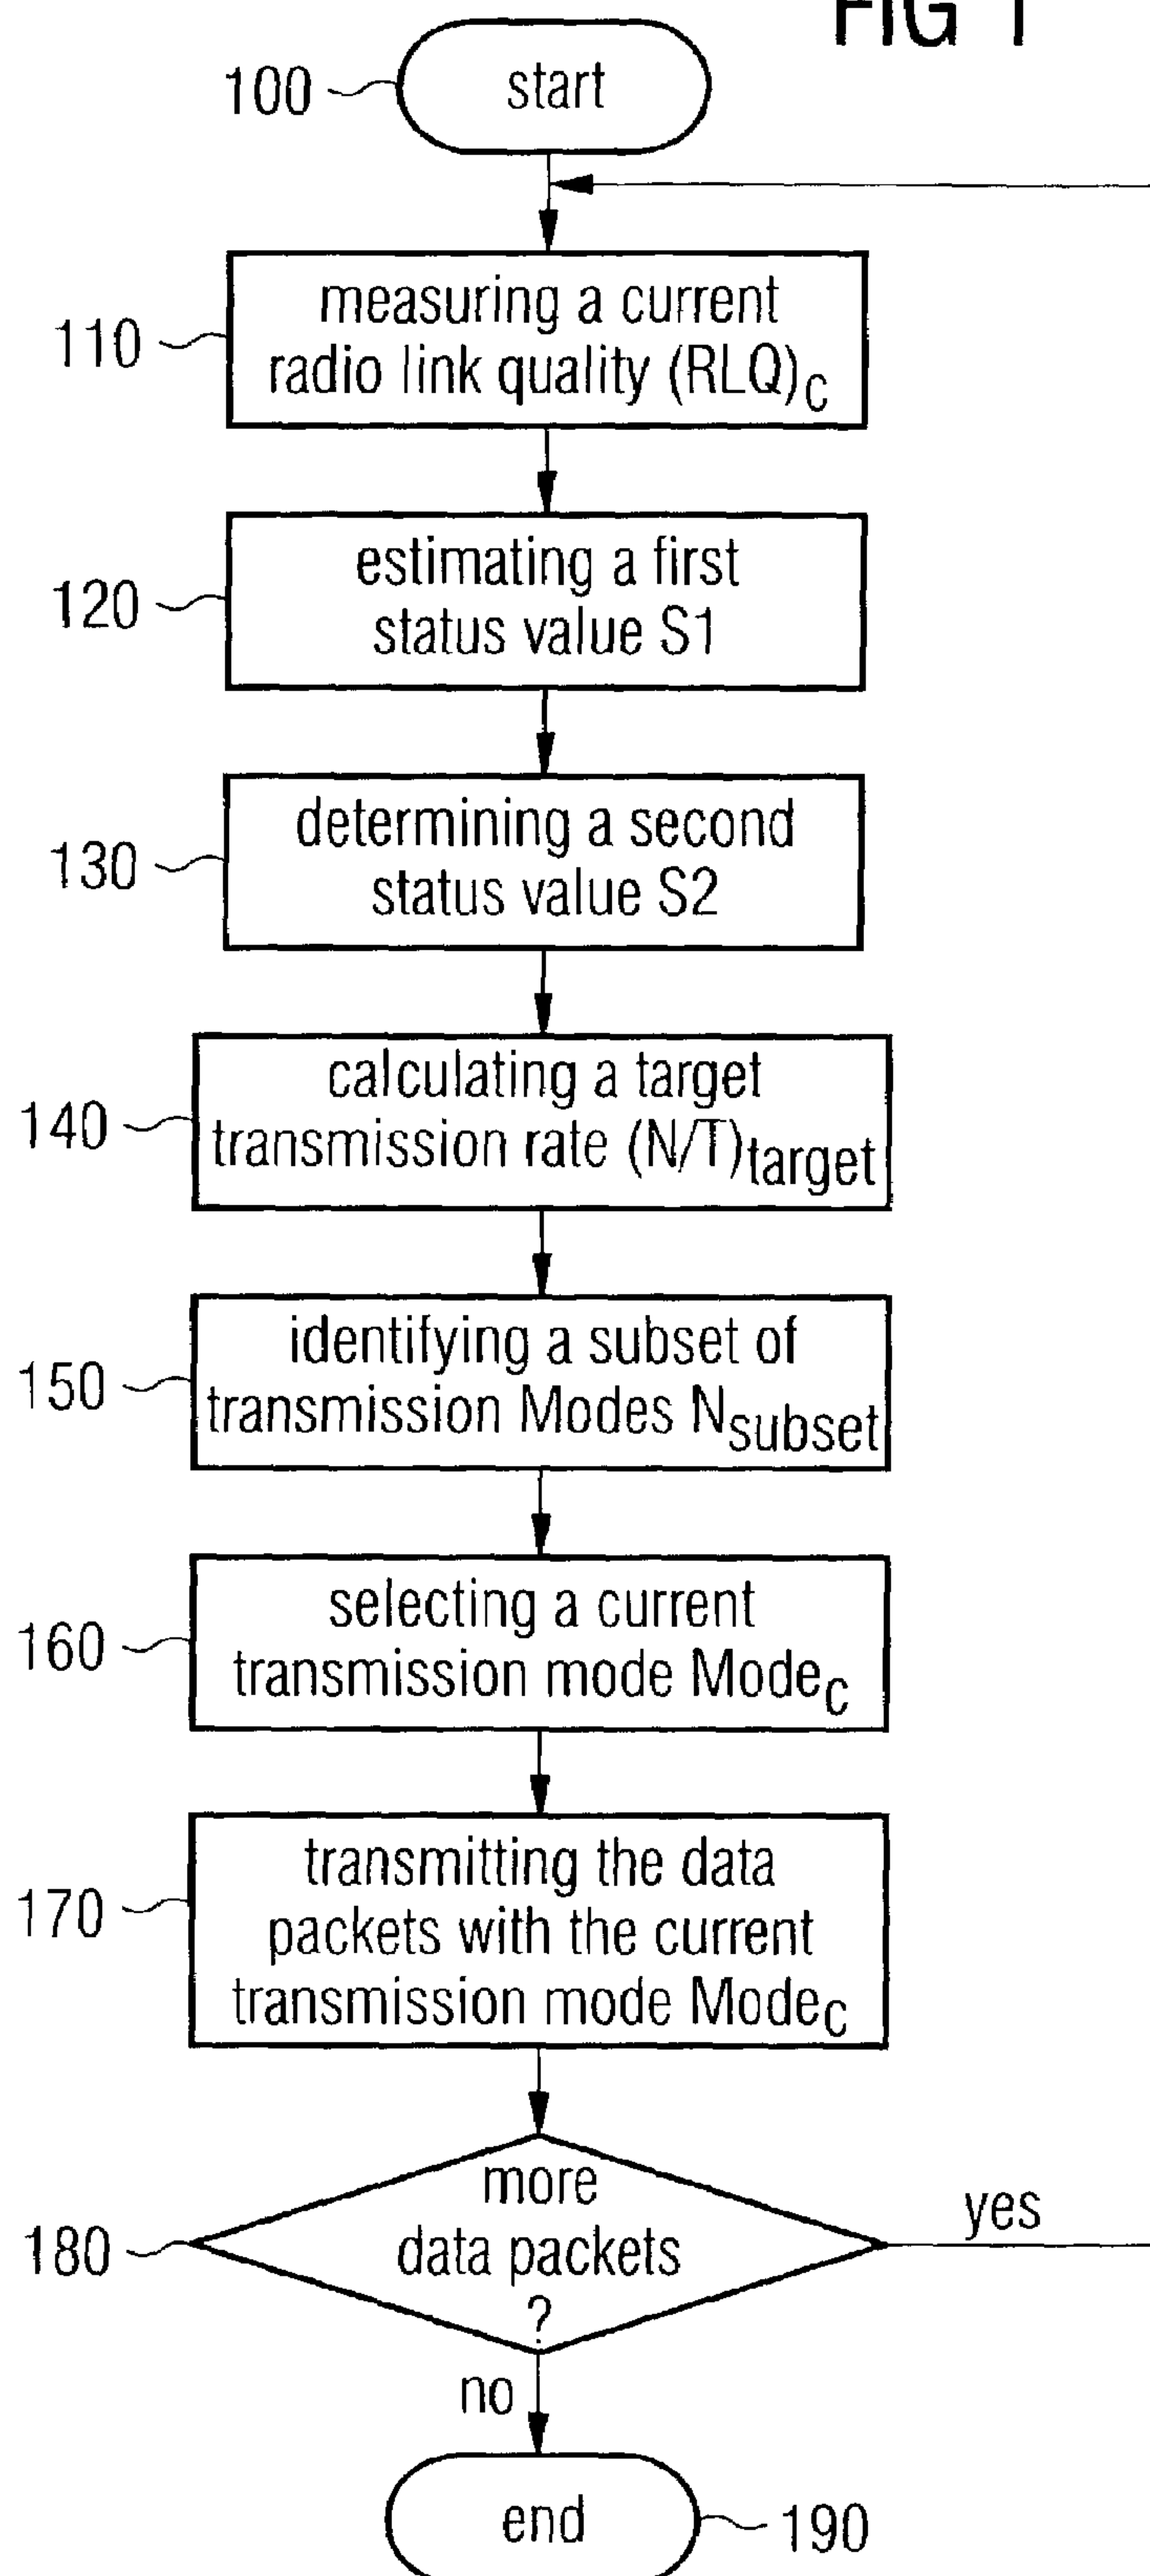 FIG 1
100
start
110
measuring a current
radio link quality (RLQ)c
120
estimating a first
status value S1
130
determining a second
status value S2
140
calculating a target
transmission rate (N/T)target
150
identifying a subset of
transmission Modes Nsubset
160
selecting a current
transmission mode Modec
170
transmitting the data
packets with the current
transmission mode Modec
180
more
data packets
?
yes
no
end
190